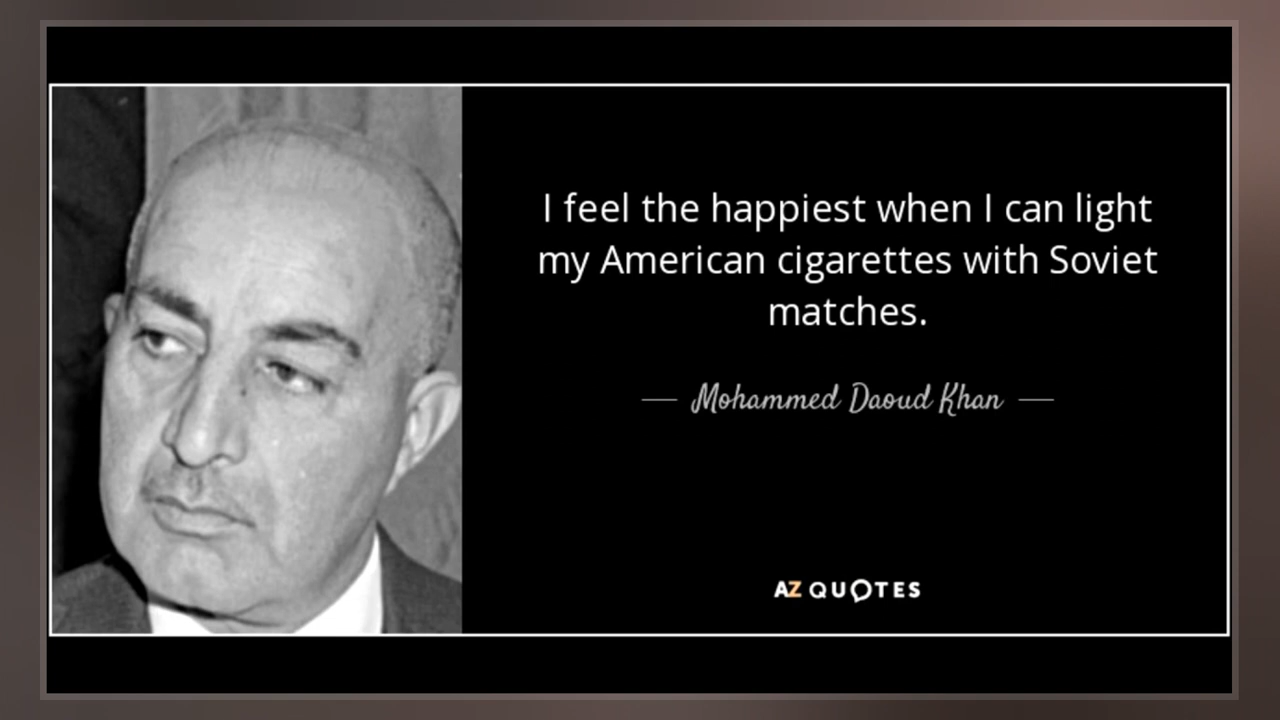 I feel the happiest when I can light
my American cigarettes with Soviet
matches.
— Mohammed Daoud Khan —
AZ QUOTES